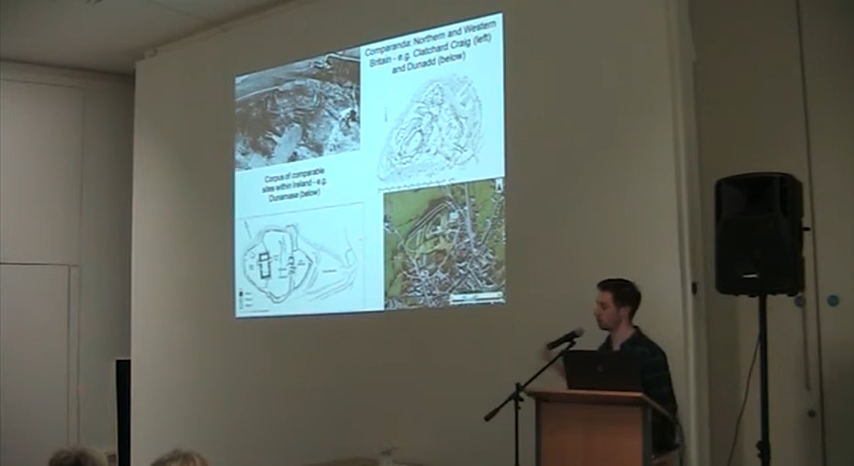 Comparanda: Northern and Western
Britain - e.g. Clatchard Craig (left)
and Dunadd (below)
Corpus of comparable
sites within Ireland - e.g.
Dunamase (below)